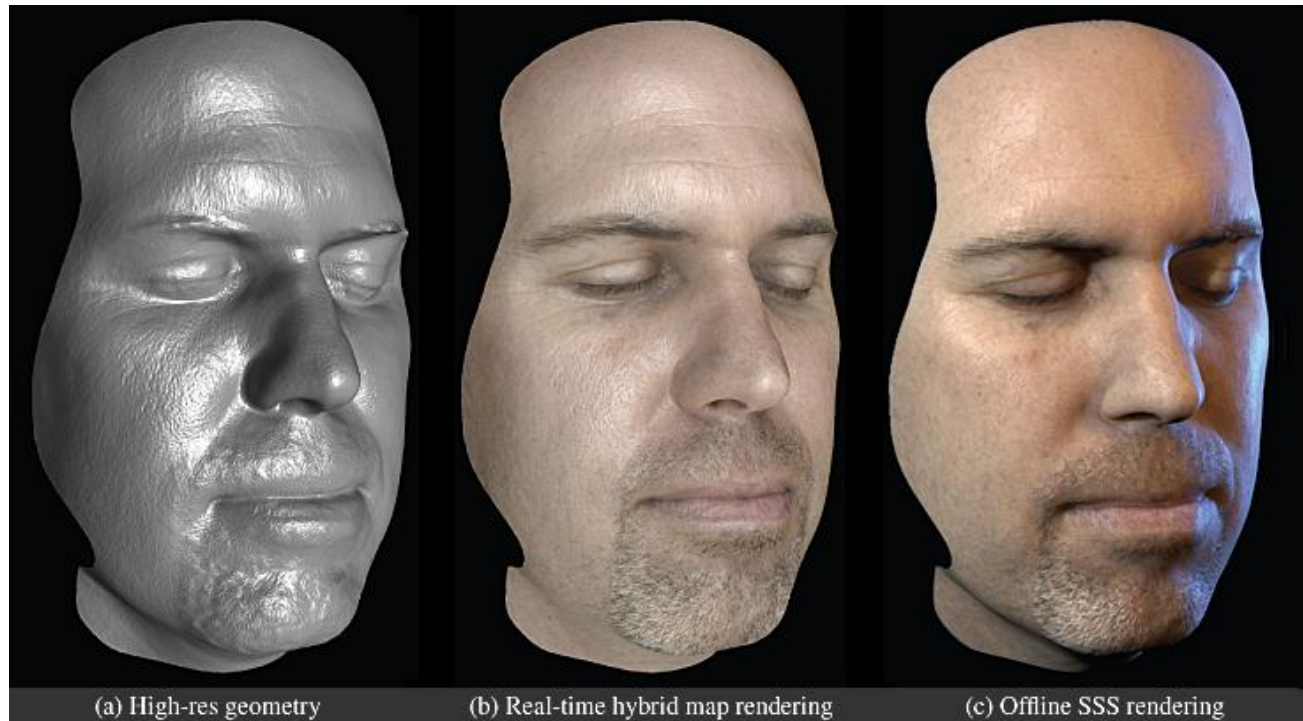 (a) High-res geometry
(b) Real-time hybrid map rendering
(c) Offline SSS rendering